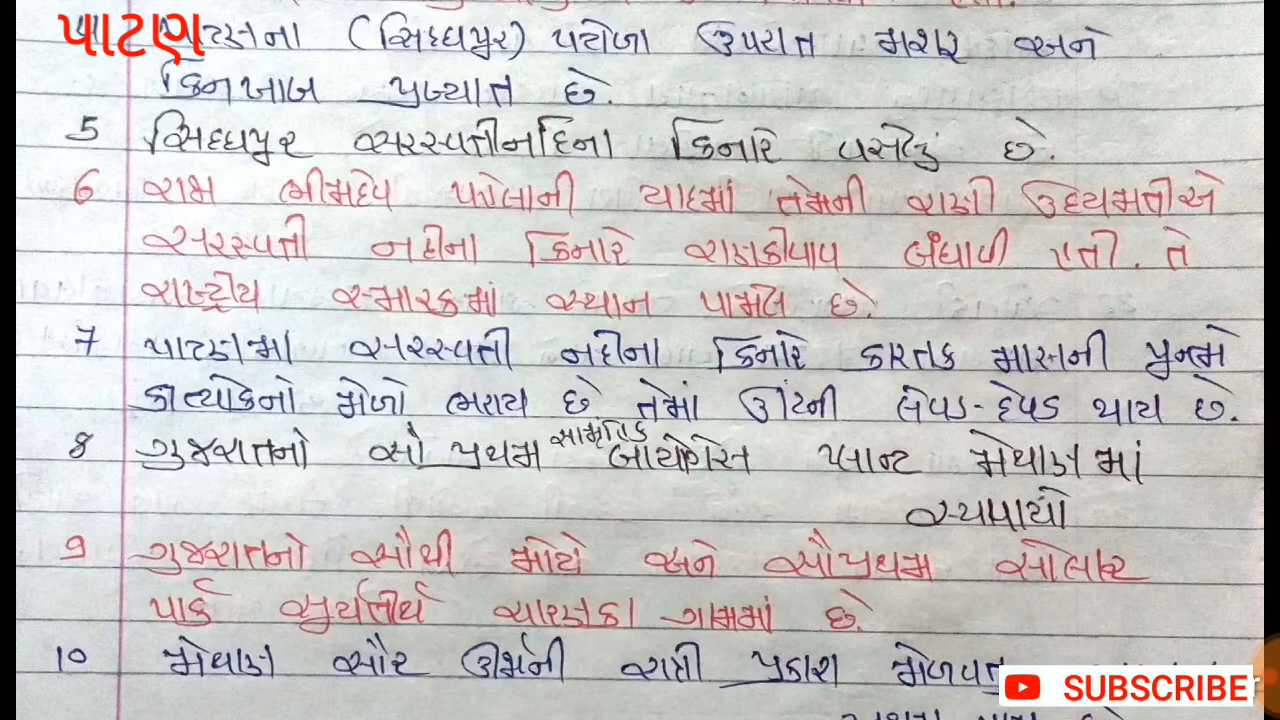 પાટણ
પાટણના (સિધ્ધપુર) પટોળા ઉપરાત મશરૂ અને
કિનખાબ પ્રખ્યાત છે.
5 સિધ્ધપુર સરસ્વતીનદિના કિનારે વસેલું છે.
6 રાજા ભીમદેવ પહેલાની યાદમાં તેમની રાણી ઉદયમતીએ
સરસ્વતી નદીના કિનારે રાણકીવાવ બંધાવી હતી. તે
રાષ્ટ્રીય સ્મારકમાં સ્થાન પામેલ છે.
7 પાટણમા સરસ્વતી નદીના કિનારે કારતક માસની પુનમે
કાત્યોકનો મેળો ભરાય છે. તેમાં ઊંટની લેવડ-દેવડ થાય છે.
8 ગુજરાતનો સૌ પ્રથમ સામૂહિક બાયોગેસ પ્લાન્ટ મેથાણમાં
સ્થપાયો
9 ગુજરાતનો સૌથી મોટો અને સૌપ્રથમ સોલાર
પાર્ક સુર્યતીર્થ ચારણકા ગામમાં છે.
10 મેથાણ સૌર ઊર્જાની રાત્રી પ્રકાશ મેળવતુ
SUBSCRIBE